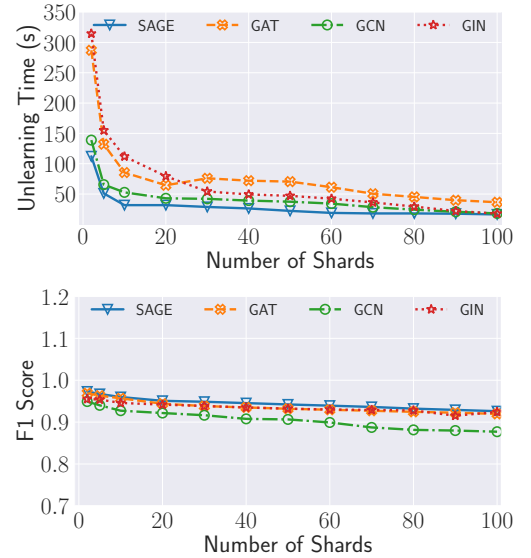 350
300
250
200
150
100
50
Unlearning Time (s)
SAGE GAT GCN GIN
0 20 40 60 80 100
Number of Shards
1.2
1.1
1.0
0.9
0.8
0.7
F1 Score
SAGE GAT GCN GIN
0 20 40 60 80 100
Number of Shards